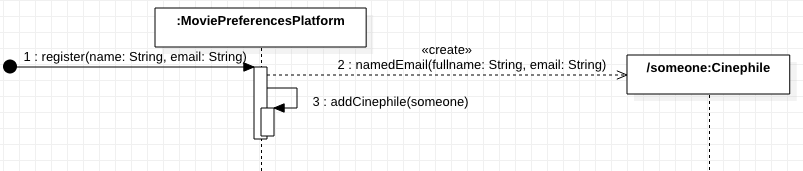 :MoviePreferencesPlatform
«create»
1 : register(name: String, email: String)
2 : namedEmail(fullname: String, email: String)
/someone:Cinephile
3 : addCinephile(someone)